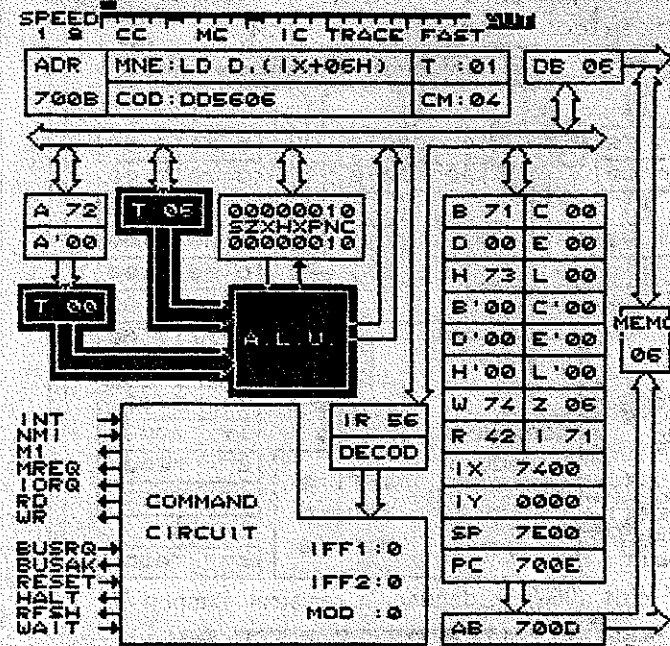 SPEED
1 8 CC MC IC TRACE FAST
ADR MNE:LD D,(IX+06H) T :01 DB 06
700B COD:DD5606 CM:04
A 72 T 06 00000010 B 71 C 00
A'00 SZXHXPNC D 00 E 00
00000010
T 00 H 73 L 00
A.L.U. B'00 C'00 MEMO
D'00 E'00 06
H'00 L'00
IR 56 W 74 Z 06
DECOD R 42 I 71
IX 7400
IY 0000
SP 7E00
PC 700E
AB 700D
INT
NMI
M1
MREQ
IORQ
RD
WR
COMMAND
CIRCUIT
BUSRQ
BUSAK
RESET
HALT
RFSH
WAIT
IFF1:0
IFF2:0
MOD :0